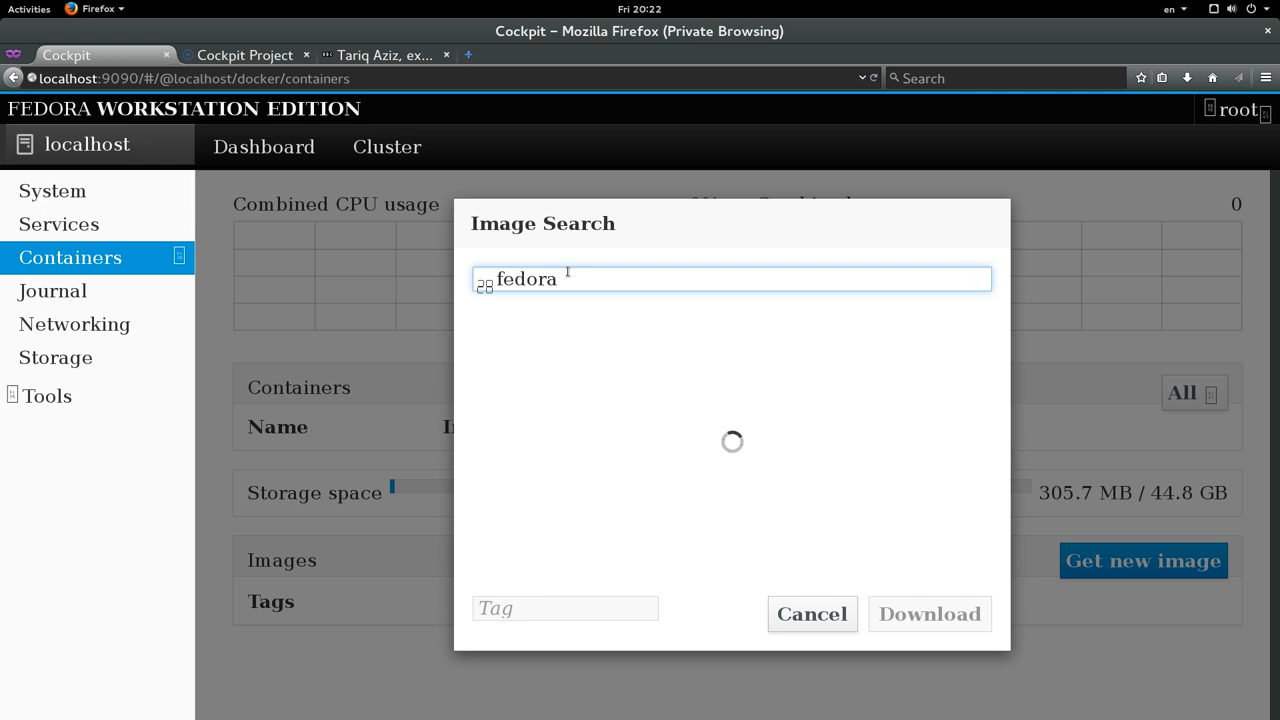 Activities Firefox Fri 20:22 en
Cockpit – Mozilla Firefox (Private Browsing)
Cockpit × Cockpit Project × Tariq Aziz, ex... × +
localhost:9090/#/@localhost/docker/containers Search
FEDORA WORKSTATION EDITION root
localhost Dashboard Cluster
System
Services
Containers
Journal
Networking
Storage
Tools
Combined CPU usage 0
Image Search
fedora
Containers All
Name
Storage space 305.7 MB / 44.8 GB
Images Get new image
Tags
Tag Cancel Download